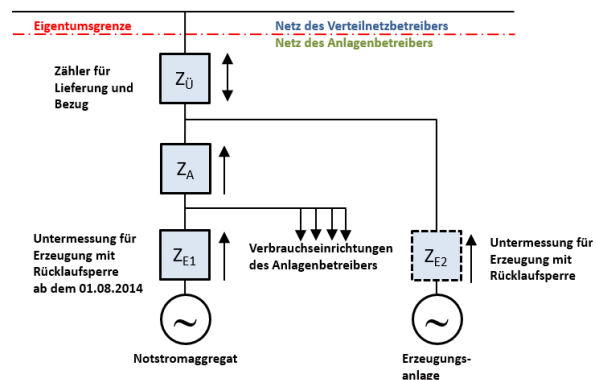 Eigentumsgrenze
Netz des Verteilnetzbetreibers
Netz des Anlagenbetreibers
Zähler für
Lieferung und
Bezug
ZÜ
ZA
Untermessung für
Erzeugung mit
Rücklaufsperre
ab dem 01.08.2014
ZE1
Verbrauchseinrichtungen
des Anlagenbetreibers
ZE2
Untermessung für
Erzeugung mit
Rücklaufsperre
~
~
Notstromaggregat
Erzeugungs-
anlage